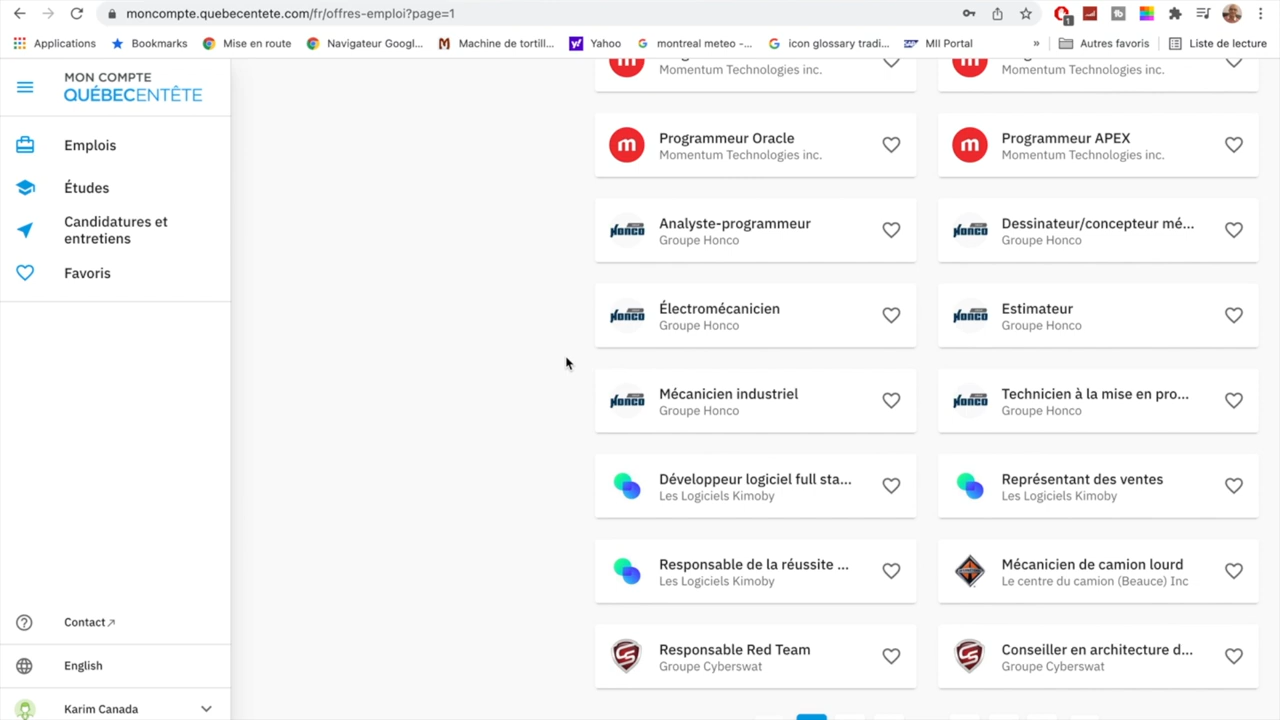 moncompte.quebecentete.com/fr/offres-emploi?page=1
1
Applications
Bookmarks
Mise en route
Navigateur Googl...
Machine de tortill...
Yahoo
montreal meteo -...
icon glossary tradi...
MII Portal
»
Autres favoris
Liste de lecture
MON COMPTE
QUÉBECENTÊTE
Emplois
Études
Candidatures et
entretiens
Favoris
Contact↗
English
Karim Canada
Momentum Technologies inc.
Momentum Technologies inc.
Programmeur Oracle
Momentum Technologies inc.
Programmeur APEX
Momentum Technologies inc.
Analyste-programmeur
Groupe Honco
Dessinateur/concepteur mé...
Groupe Honco
Électromécanicien
Groupe Honco
Estimateur
Groupe Honco
Mécanicien industriel
Groupe Honco
Technicien à la mise en pro...
Groupe Honco
Développeur logiciel full sta...
Les Logiciels Kimoby
Représentant des ventes
Les Logiciels Kimoby
Responsable de la réussite ...
Les Logiciels Kimoby
Mécanicien de camion lourd
Le centre du camion (Beauce) Inc
Responsable Red Team
Groupe Cyberswat
Conseiller en architecture d...
Groupe Cyberswat